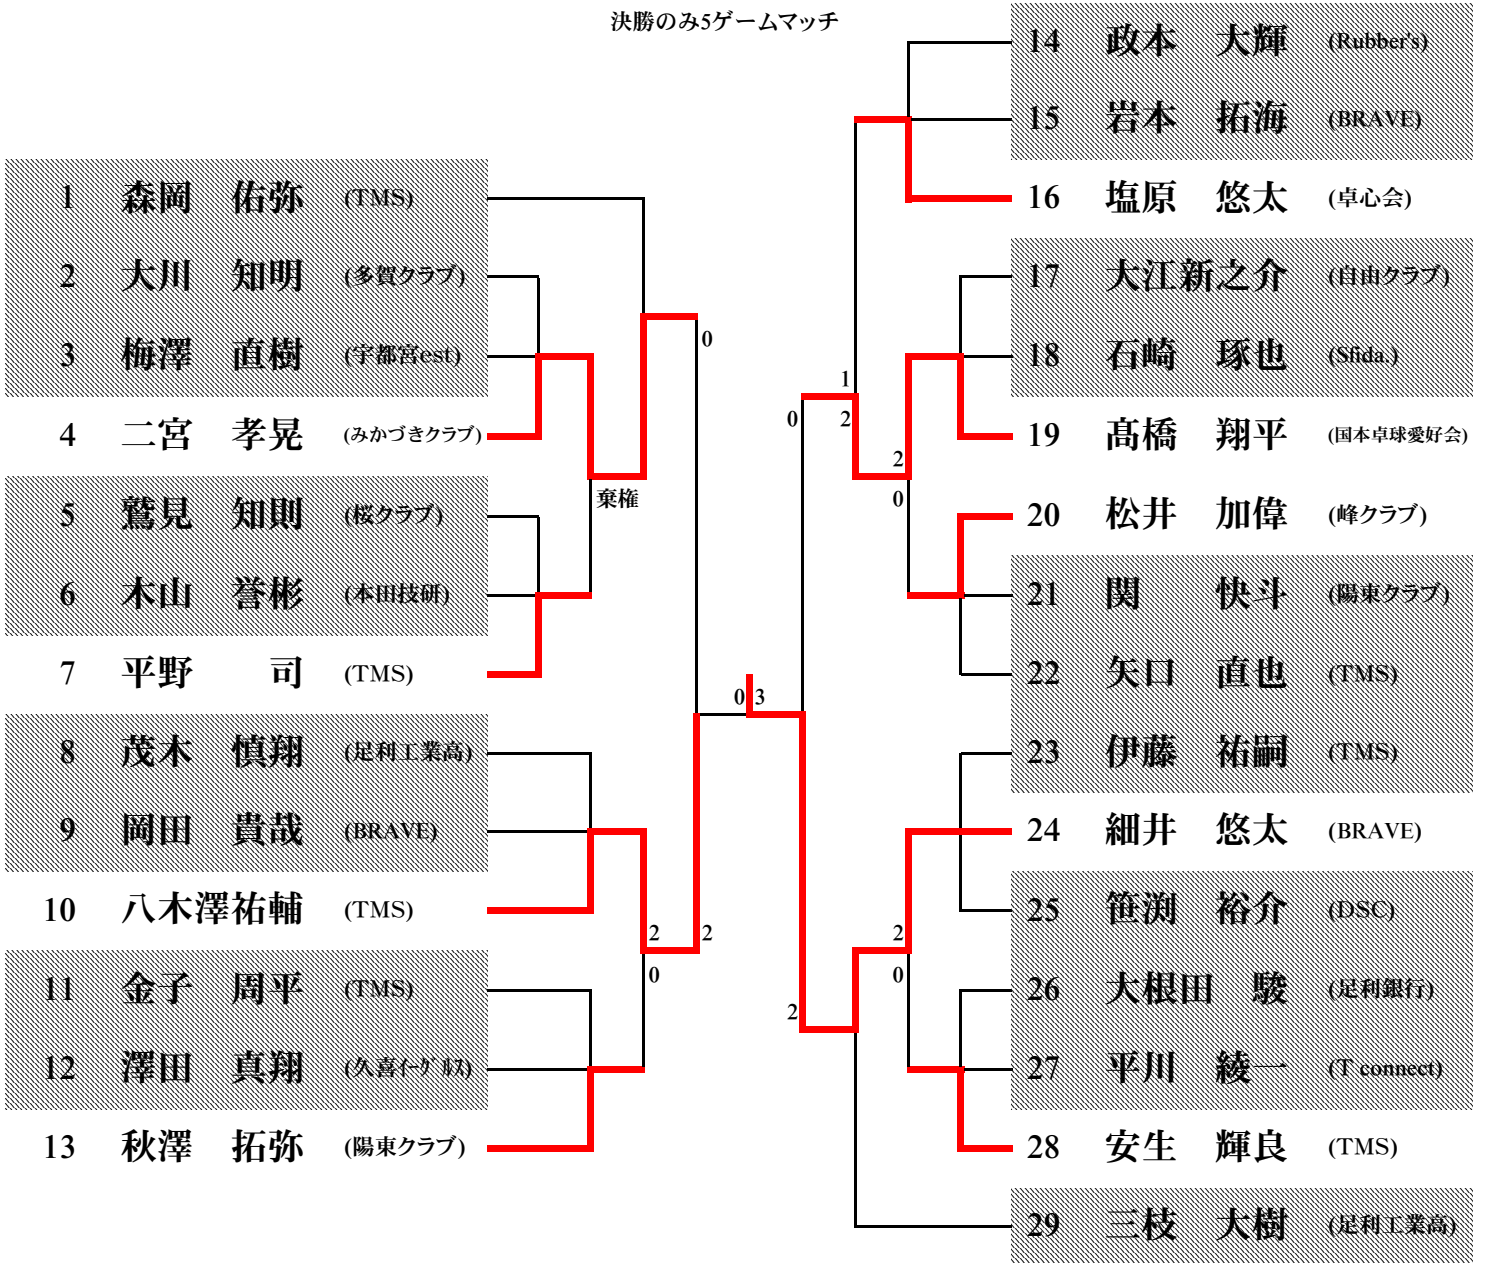 決勝のみ5ゲームマッチ
1 森岡 佑弥 (TMS)
2 大川 知明 (多賀クラブ)
3 梅澤 直樹 (宇都宮est)
4 二宮 孝晃 (みかづきクラブ)
5 鷲見 知則 (桜クラブ)
6 木山 誉彬 (本田技研)
7 平野 司 (TMS)
8 茂木 慎翔 (足利工業高)
9 岡田 貴哉 (BRAVE)
10 八木澤祐輔 (TMS)
11 金子 周平 (TMS)
12 澤田 真翔 (久喜ｲｰｸﾞﾙｽ)
13 秋澤 拓弥 (陽東クラブ)
0
棄権
2
0
2
0 3
1
2
0
2
0
2
2
0
14 政本 大輝 (Rubber's)
15 岩本 拓海 (BRAVE)
16 塩原 悠太 (卓心会)
17 大江新之介 (自由クラブ)
18 石崎 琢也 (Sfida.)
19 髙橋 翔平 (国本卓球愛好会)
20 松井 加偉 (峰クラブ)
21 関 快斗 (陽東クラブ)
22 矢口 直也 (TMS)
23 伊藤 祐嗣 (TMS)
24 細井 悠太 (BRAVE)
25 笹渕 裕介 (DSC)
26 大根田 駿 (足利銀行)
27 平川 綾一 (T connect)
28 安生 輝良 (TMS)
29 三枝 大樹 (足利工業高)